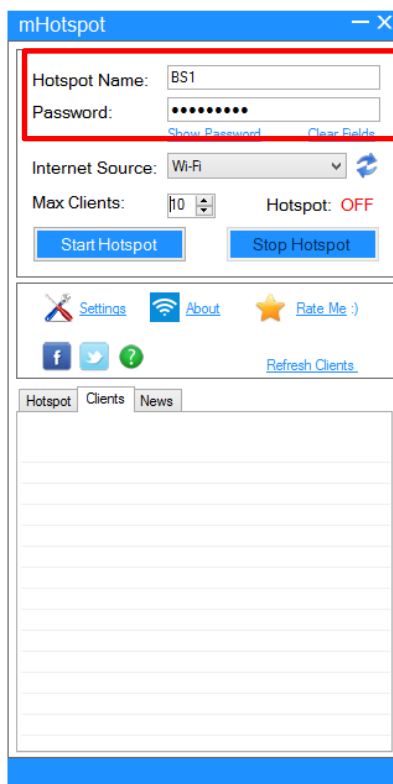 mHotspot
Hotspot Name: BS1
Password: •••••••••
Show Password Clear Fields
Internet Source: Wi-Fi
Max Clients: 10 Hotspot: OFF
Start Hotspot Stop Hotspot
Settings About Rate Me :)
f ? Refresh Clients
Hotspot Clients News